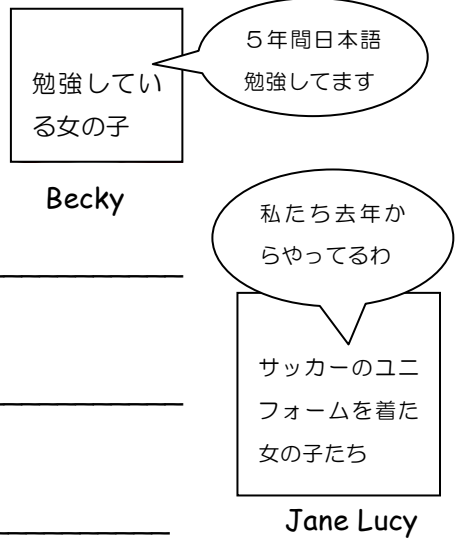 5年間日本語
勉強してます
勉強してい
る女の子
Becky
私たち去年か
らやってるわ
サッカーのユニ
フォームを着た
女の子たち
Jane Lucy